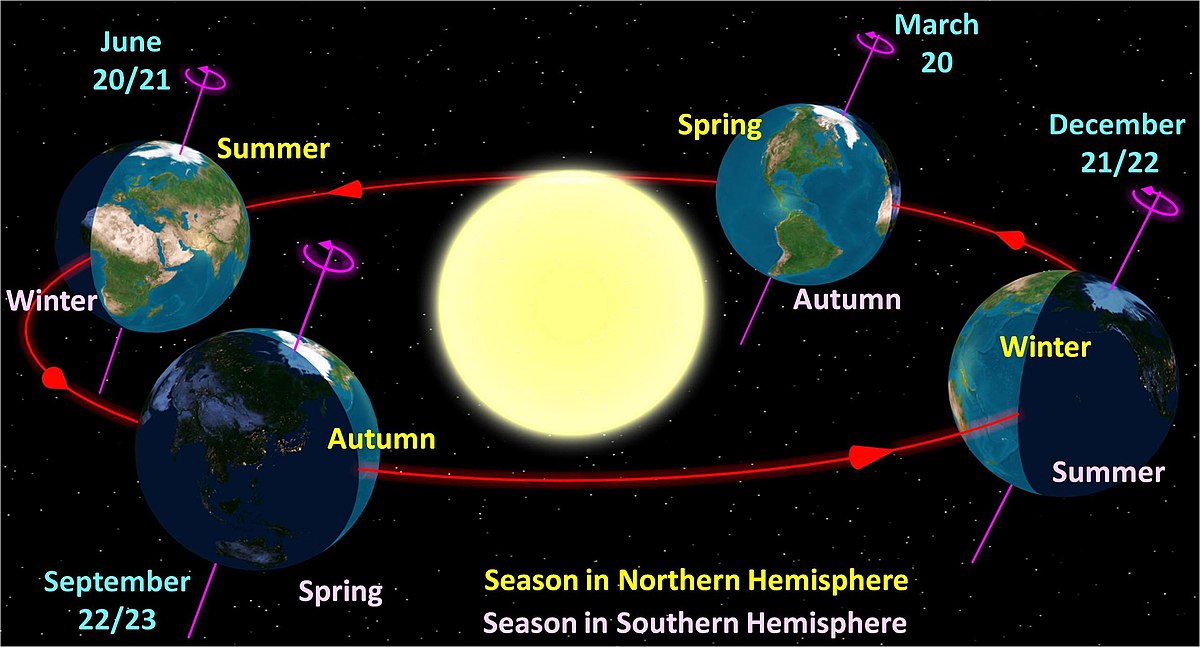 June
20/21
Summer
Winter
March
20
Spring
Autumn
December
21/22
Winter
Summer
Autumn
September
22/23
Spring
Season in Northern Hemisphere
Season in Southern Hemisphere